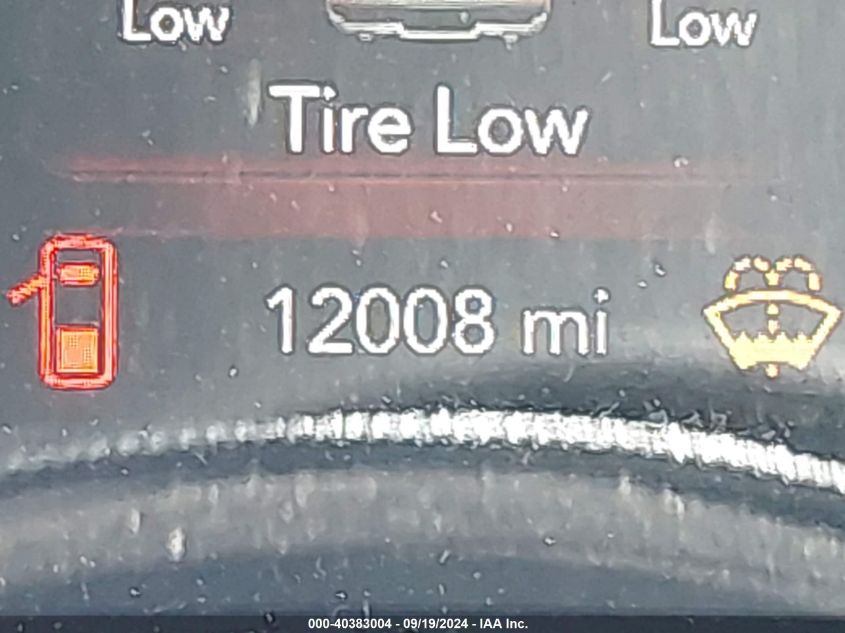 Low Low
Tire Low
12008 mi
000-40383004 - 09/19/2024 - IAA Inc.